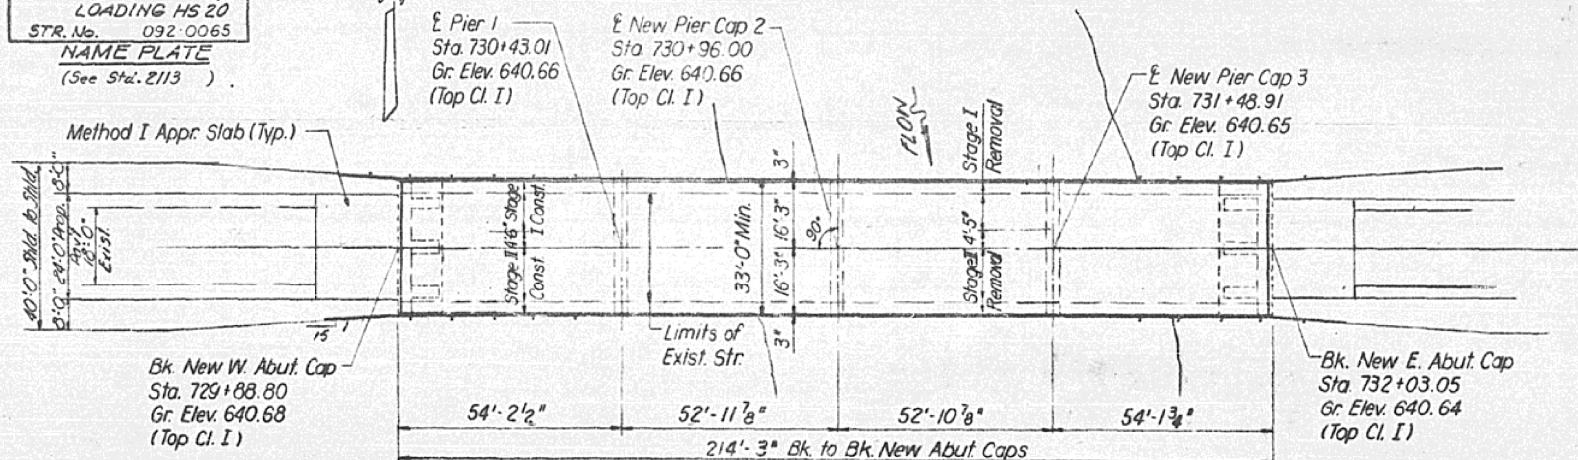 LOADING HS 20
STR. No. 092-0065
NAME PLATE
(See Std. 2113 ).
Method I Appr. Slab (Typ.)
℄ Pier 1
Sta. 730+43.01
Gr. Elev. 640.66
(Top Cl. I)
℄ New Pier Cap 2
Sta. 730+96.00
Gr. Elev. 640.66
(Top Cl. I)
FLOW
Stage I
Removal
3"
℄ New Pier Cap 3
Sta. 731+48.91
Gr. Elev. 640.65
(Top Cl. I)
40'-0" Shld. to Shld.
8'-0" 24'-0" App. 8'-0"
18'-0"
Exist.
Stage
I Const.
Stage II
Const.
33'-0" Min.
16'-3" 16'-3"
90°
4'-5"
Stage II
Removal
15
Limits of
Exist. Str.
3"
Bk. New W. Abut. Cap
Sta. 729+88.80
Gr. Elev. 640.68
(Top Cl. I)
Bk. New E. Abut. Cap
Sta. 732+03.05
Gr. Elev. 640.64
(Top Cl. I)
54'-2½"
52'-11⅞"
52'-10⅞"
54'-1¾"
214'-3" Bk. to Bk. New Abut. Caps